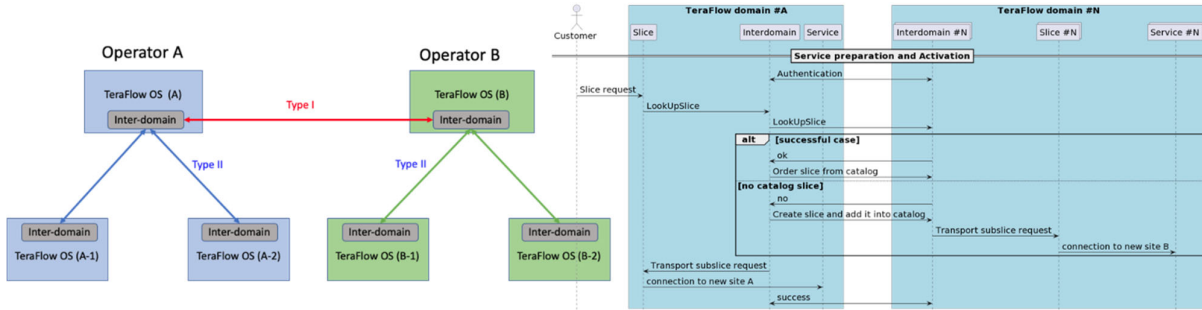 Operator A
Operator B
TeraFlow OS (A)
TeraFlow OS (B)
Type I
Inter-domain
Inter-domain
Type II
Type II
Inter-domain
Inter-domain
Inter-domain
Inter-domain
TeraFlow OS (A-1)
TeraFlow OS (A-2)
TeraFlow OS (B-1)
TeraFlow OS (B-2)
TeraFlow domain #A
TeraFlow domain #N
Customer
Slice
Interdomain
Service
Interdomain #N
Slice #N
Service #N
Service preparation and Activation
Authentication
Slice request
LookUpSlice
LookUpSlice
alt [successful case]
ok
Order slice from catalog
[no catalog slice]
no
Create slice and add it into catalog
Transport subslice request
connection to new site B
Transport subslice request
connection to new site A
success